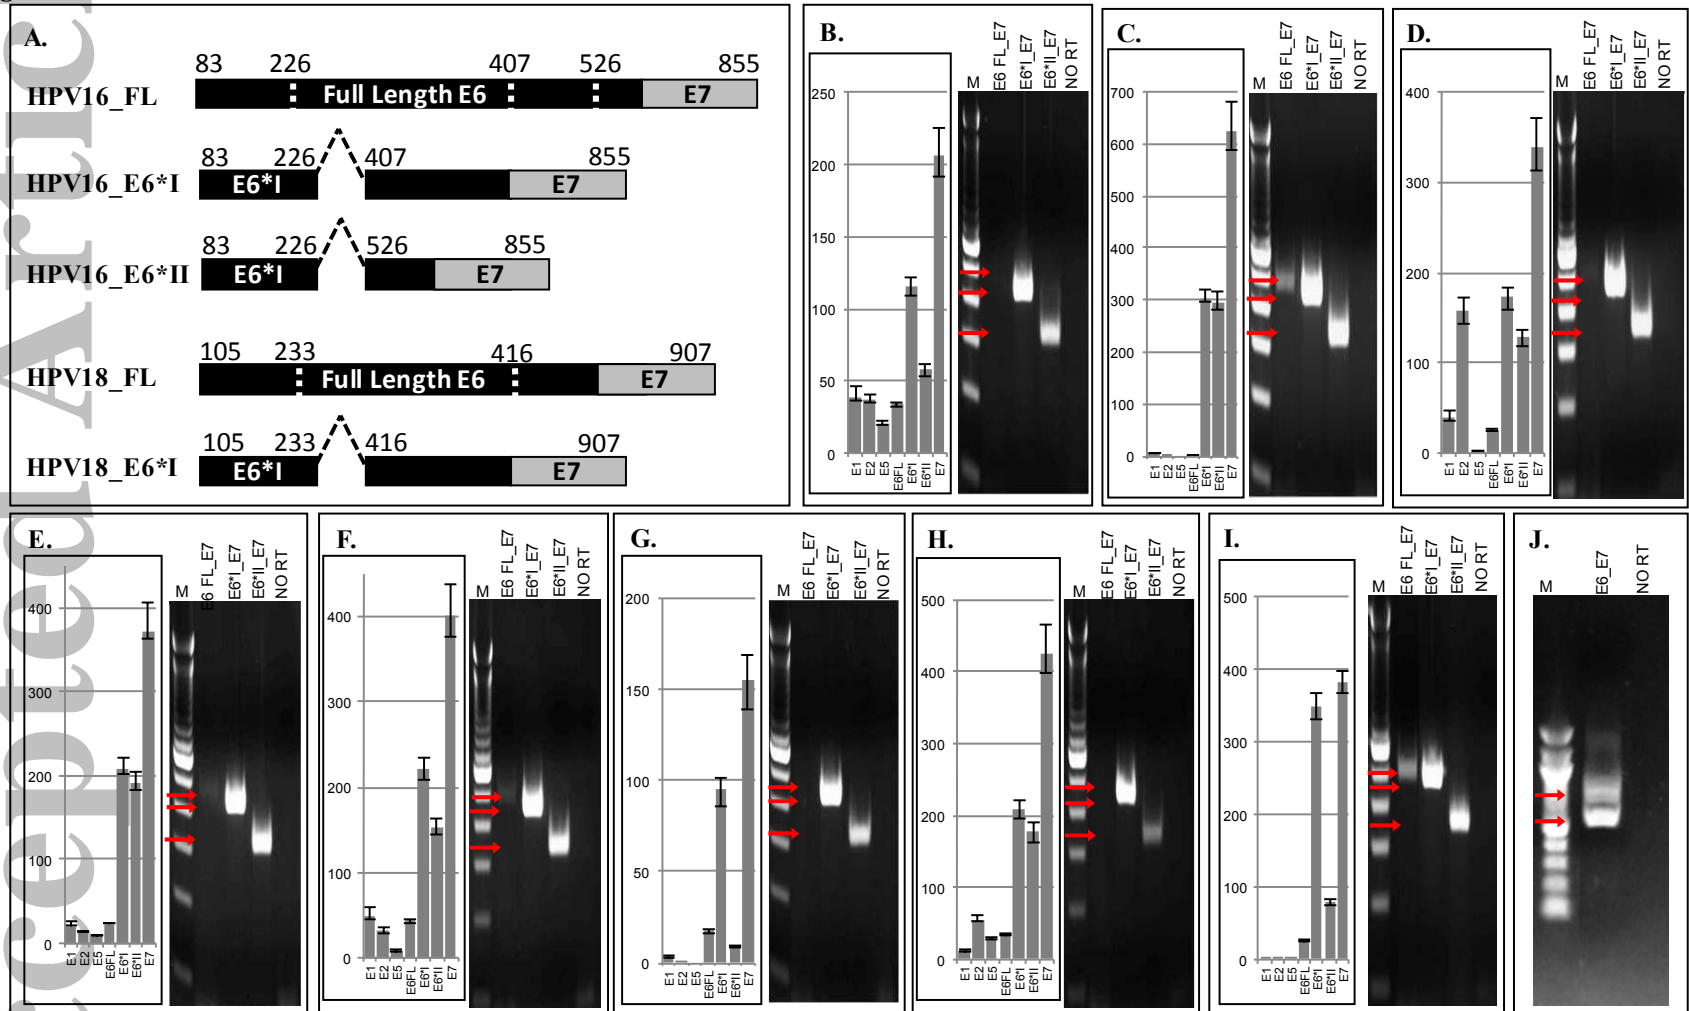 Accepted Artic
A.
83 226 407 526 855
HPV16_FL Full Length E6 E7
83 226 407 855
HPV16_E6*I E6*I E7
83 226 526 855
HPV16_E6*II E6*I E7
105 233 416 907
HPV18_FL Full Length E6 E7
105 233 416 907
HPV18_E6*I E6*I E7
B.
250
200
150
100
50
0
E1 E2 E5 E6FL E6*I E6*II E7
M E6 FL_E7 E6*I_E7 E6*II_E7 NO RT
C.
700
600
500
400
300
200
100
0
E1 E2 E5 E6FL E6*I E6*II E7
M E6 FL_E7 E6*I_E7 E6*II_E7 NO RT
D.
400
300
200
100
0
E1 E2 E5 E6FL E6*I E6*II E7
M E6 FL_E7 E6*I_E7 E6*II_E7 NO RT
E.
400
300
200
100
0
E1 E2 E5 E6FL E6*I E6*II E7
M E6 FL_E7 E6*I_E7 E6*II_E7 NO RT
F.
400
300
200
100
0
E1 E2 E5 E6FL E6*I E6*II E7
M E6 FL_E7 E6*I_E7 E6*II_E7 NO RT
G.
200
150
100
50
0
E1 E2 E5 E6FL E6*I E6*II E7
M E6 FL_E7 E6*I_E7 E6*II_E7 NO RT
H.
500
400
300
200
100
0
E1 E2 E5 E6FL E6*I E6*II E7
M E6 FL_E7 E6*I_E7 E6*II_E7 NO RT
I.
500
400
300
200
100
0
E1 E2 E5 E6FL E6*I E6*II E7
M E6 FL_E7 E6*I_E7 E6*II_E7 NO RT
J.
M E6_E7 NO RT